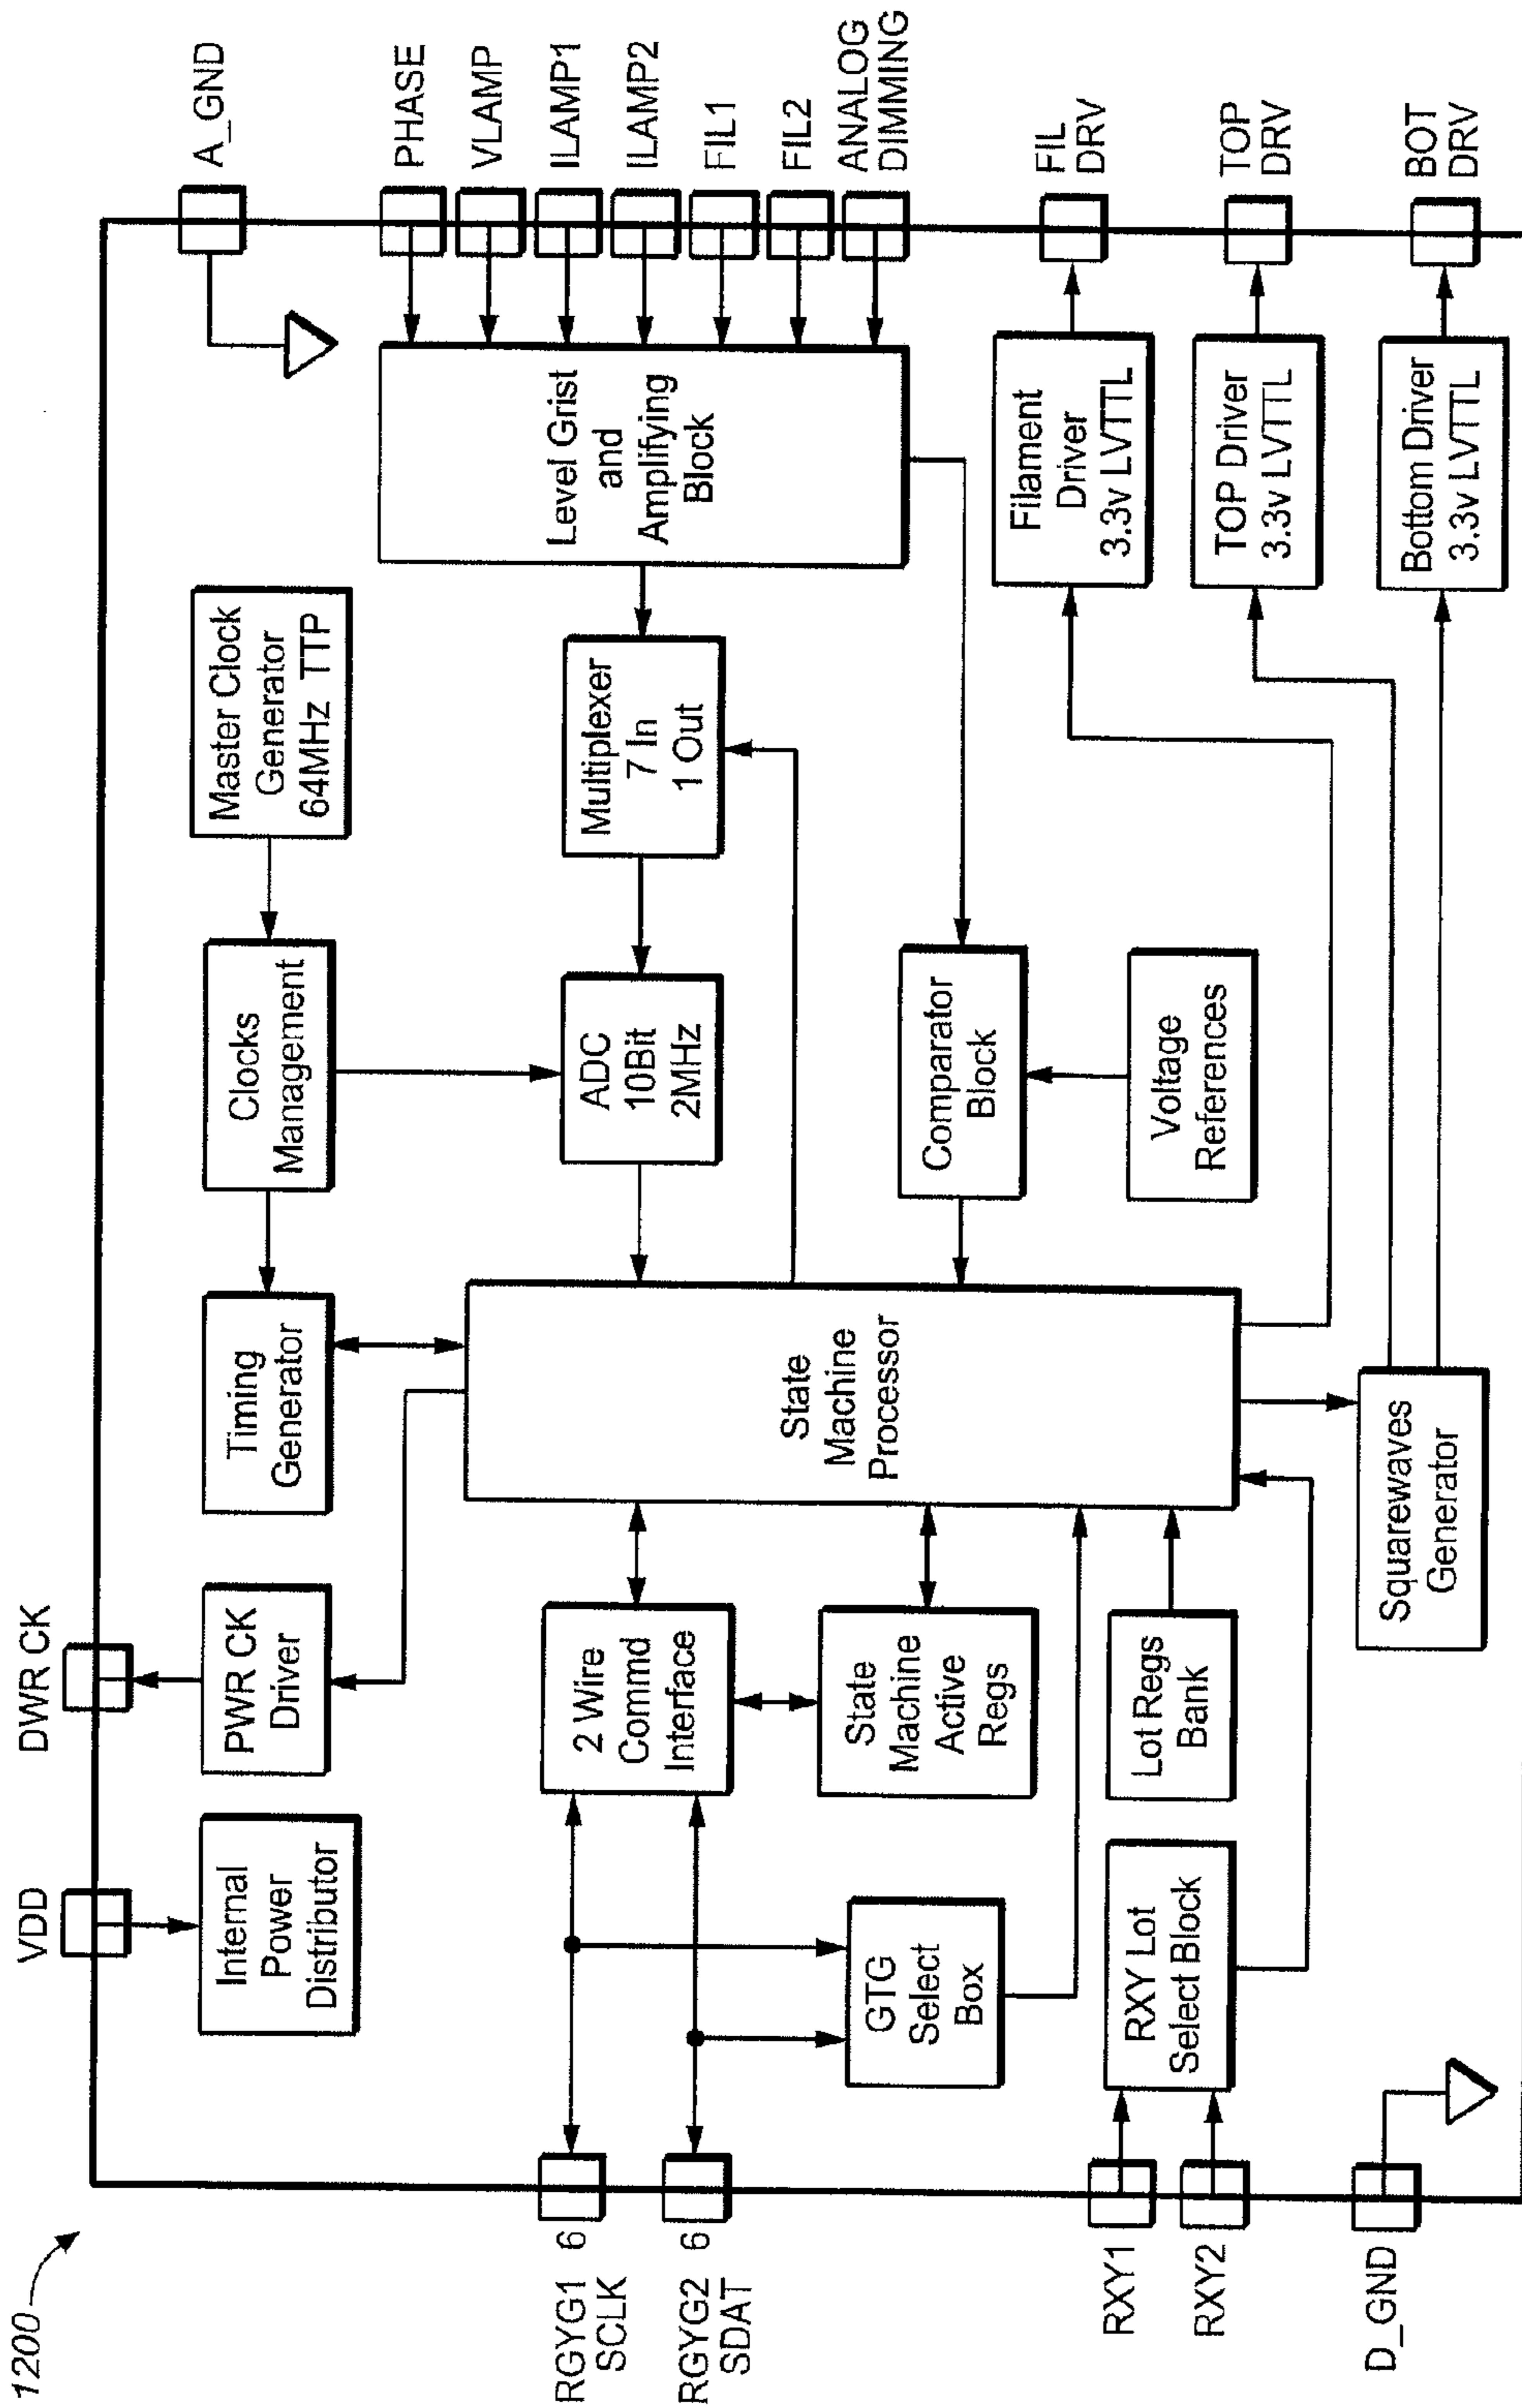 1200
VDD
DWR CK
Internal
Power
Distributor
PWR CK
Driver
Timing
Generator
Clocks
Management
Master Clock
Generator
64MHz TTP
A_GND
RGYG1 6
SCLK
RGYG2 6
SDAT
2 Wire
Commd
Interface
State
Machine
Active
Regs
GTG
Select
Box
State
Machine
Processor
ADC
10Bit
2MHz
Multiplexer
7 In
1 Out
Level Grist
and
Amplifying
Block
PHASE
VLAMP
ILAMP1
ILAMP2
FIL1
FIL2
ANALOG
DIMMING
Comparator
Block
Voltage
References
RXY1
RXY2
RXY Lot
Select Block
Lot Regs
Bank
D_GND
Squarewaves
Generator
Filament
Driver
3.3v LVTTL
FIL
DRV
TOP Driver
3.3v LVTTL
TOP
DRV
Bottom Driver
3.3v LVTTL
BOT
DRV